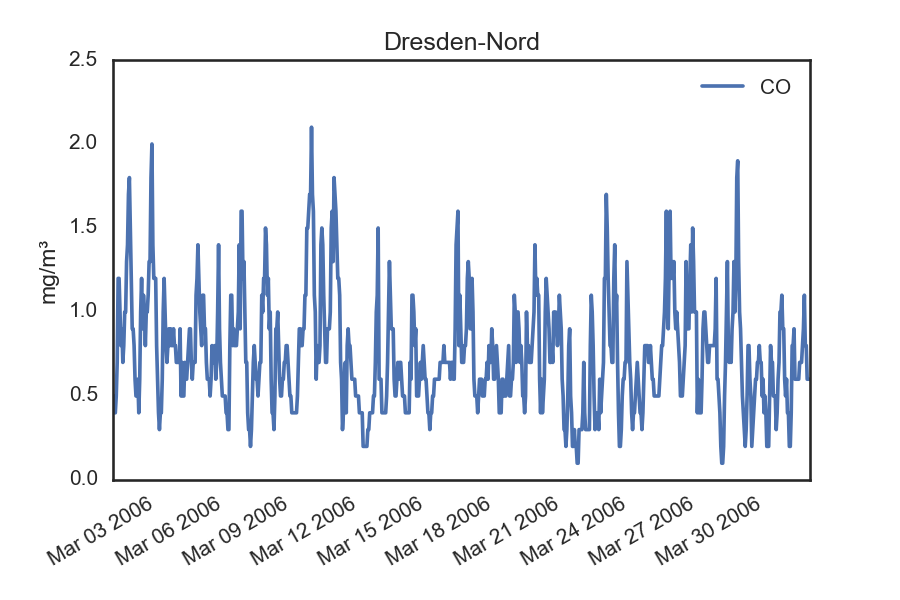 Dresden-Nord
2.5
2.0
1.5
1.0
0.5
0.0
mg/m³
CO
Mar 03 2006
Mar 06 2006
Mar 09 2006
Mar 12 2006
Mar 15 2006
Mar 18 2006
Mar 21 2006
Mar 24 2006
Mar 27 2006
Mar 30 2006